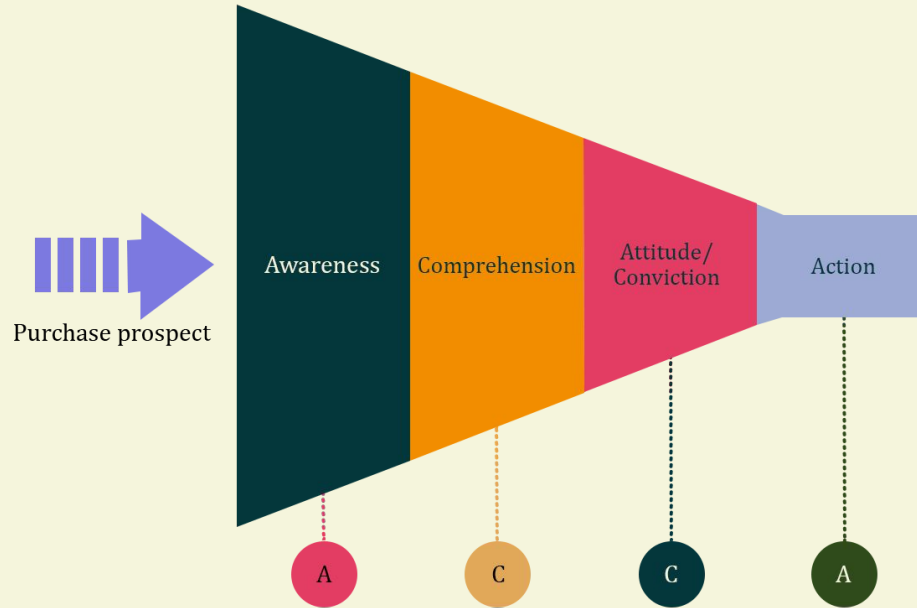 Purchase prospect
Awareness
Comprehension
Attitude/
Conviction
Action
A
C
C
A